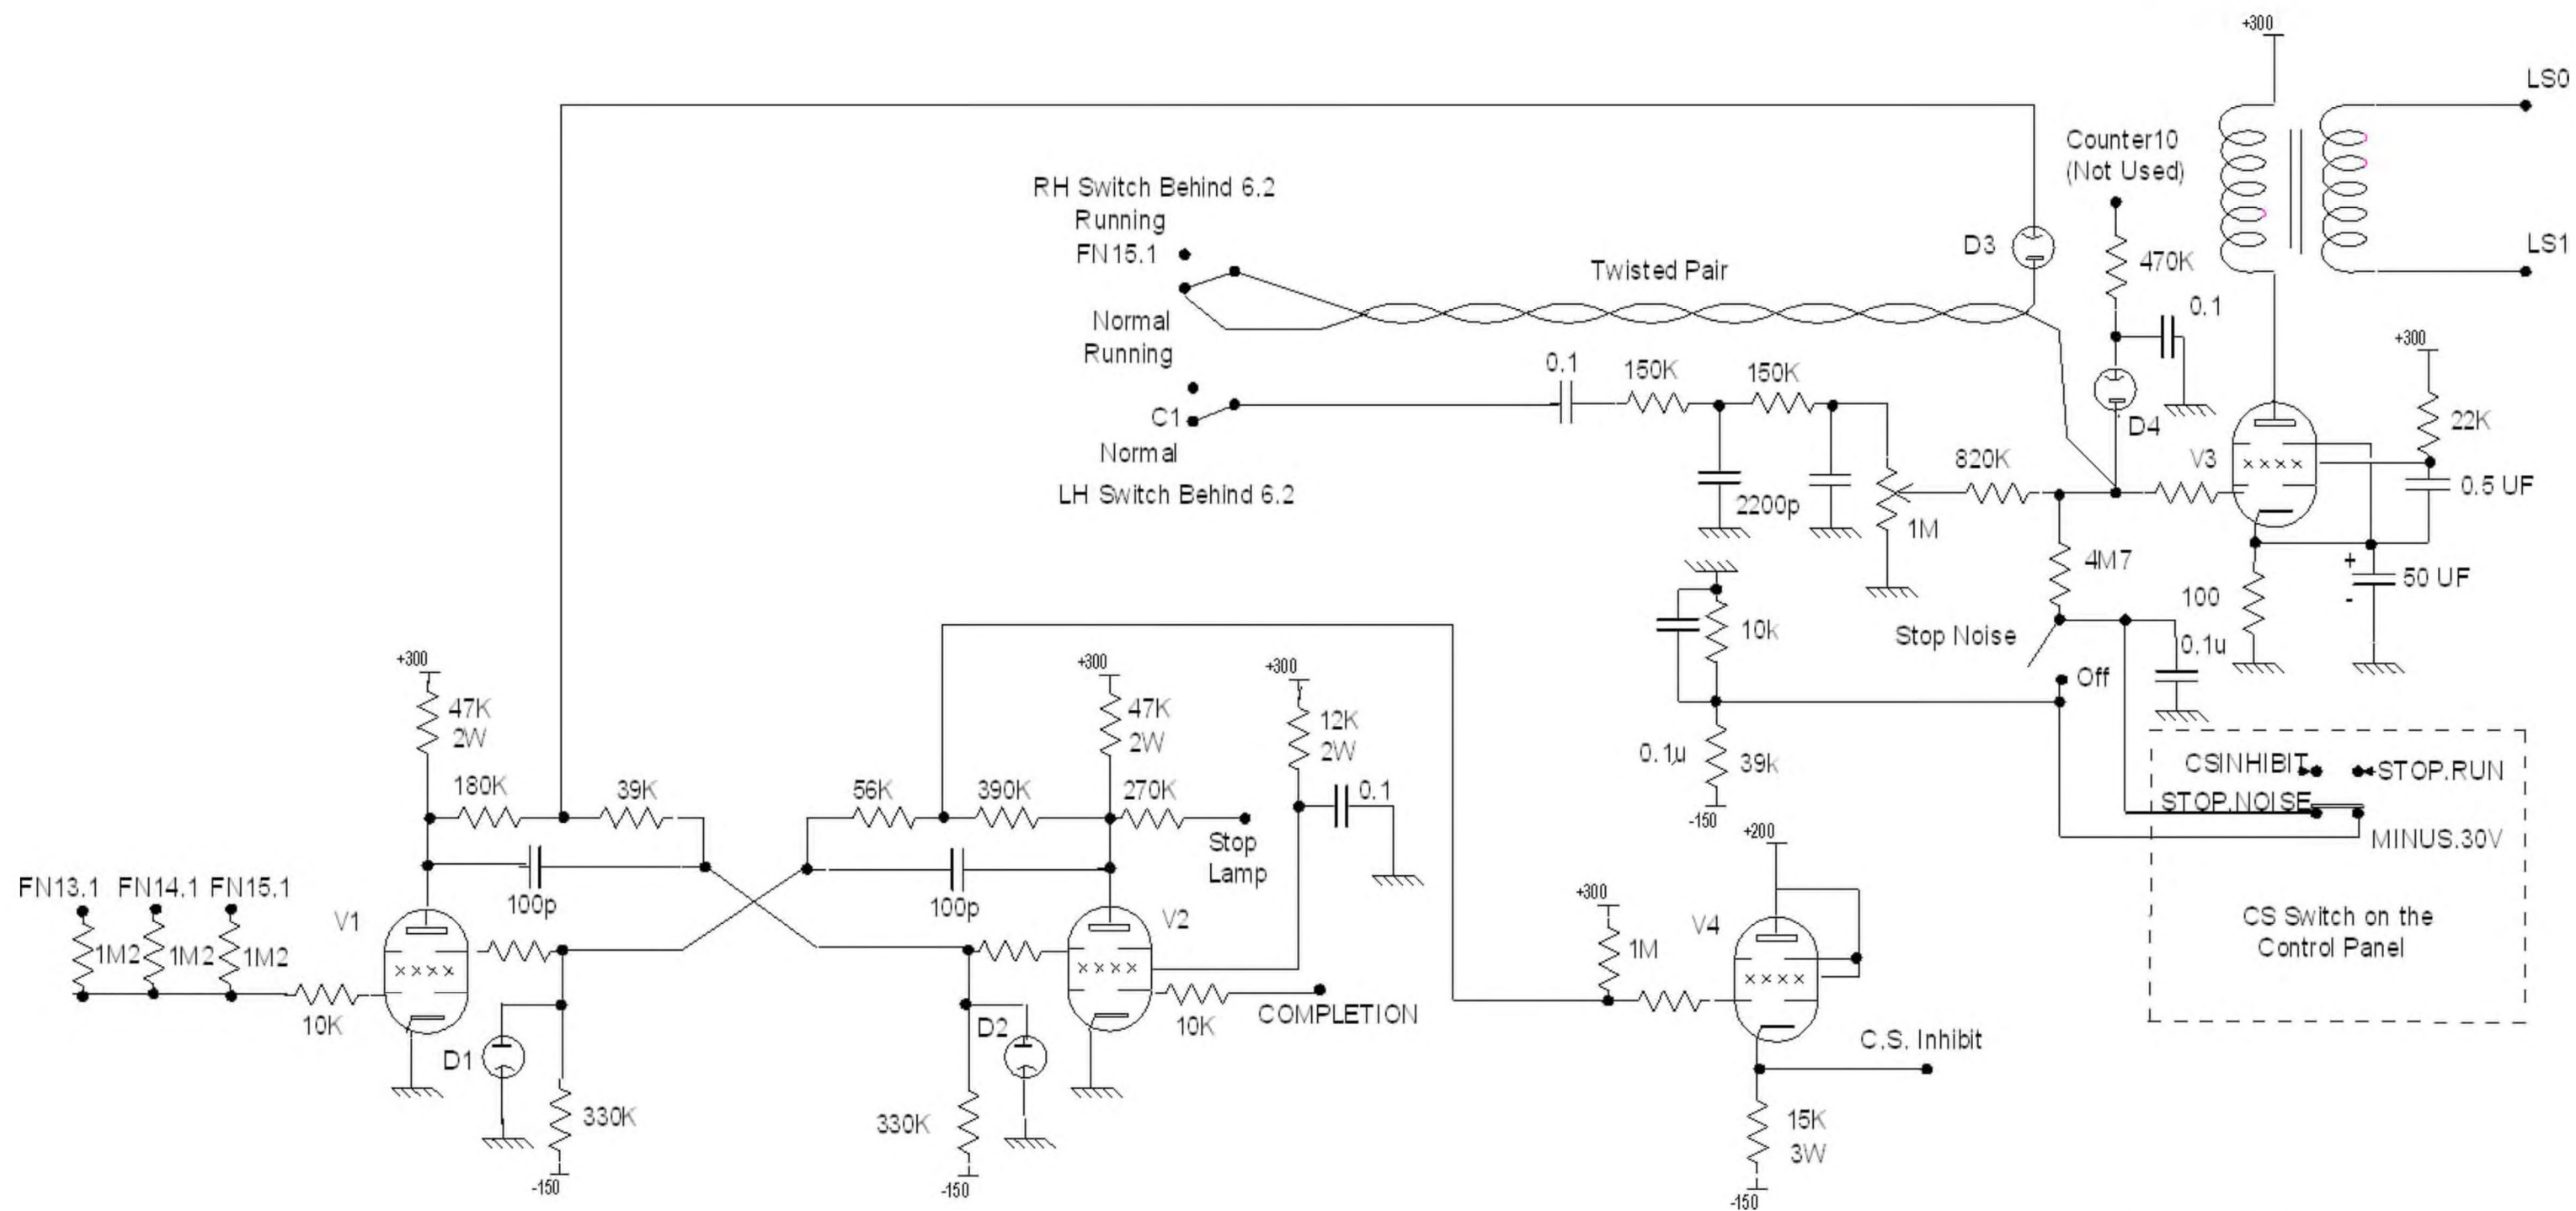 +300
LS0
Counter10
(Not Used)
RH Switch Behind 6.2
Running
FN15.1
D3
LS1
Twisted Pair
470K
0.1
Normal
Running
+300
0.1
150K
150K
C1
D4
22K
Normal
V3
820K
LH Switch Behind 6.2
2200p
0.5 UF
1M
4M7
+
50 UF
-
100
10k
Stop Noise
0.1u
+300
+300
+300
Off
47K
2W
47K
2W
12K
2W
0.1u
39k
CSINHIBIT
STOP.RUN
180K
39K
56K
390K
270K
0.1
STOP.NOISE
-150
+200
Stop
Lamp
MINUS.30V
FN13.1
FN14.1
FN15.1
100p
100p
+300
V1
V2
V4
CS Switch on the
Control Panel
1M2
1M2
1M2
1M
10K
10K
COMPLETION
D1
D2
C.S. Inhibit
330K
330K
15K
3W
-150
-150
-150